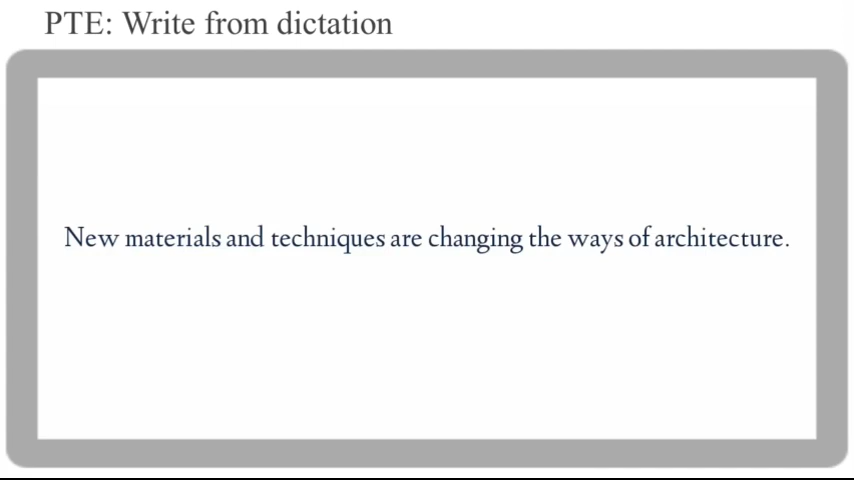 PTE: Write from dictation
New materials and techniques are changing the ways of architecture.